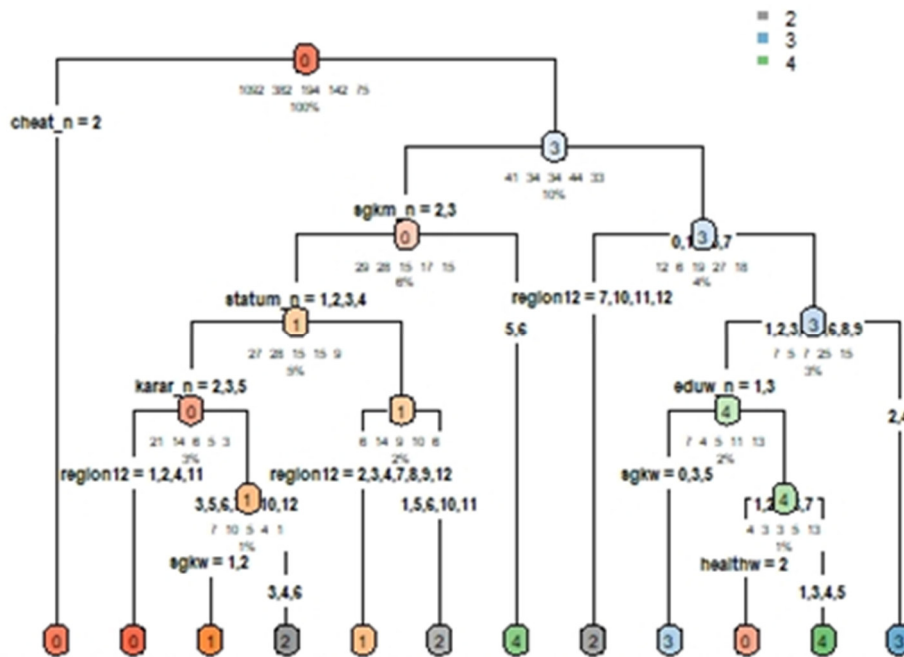 2
3
4
0
1092 382 194 142 75
100%
cheat_n = 2
3
41 34 34 44 33
10%
sgkm_n = 2,3
0
29 28 15 17 15
6%
3
12 6 19 27 18
4%
statum_n = 1,2,3,4
region12 = 7,10,11,12
1
27 28 15 15 9
5%
5,6
3
7 5 7 25 15
3%
karar_n = 2,3,5
0
21 14 6 5 3
3%
1
6 14 9 10 6
2%
eduw_n = 1,3
4
7 4 5 11 13
2%
region12 = 1,2,4,11
region12 = 2,3,4,7,8,9,12
sgkw = 0,3,5
1
7 10 5 4 1
1%
1,5,6,10,11
4
4 3 3 5 13
1%
sgkw = 1,2
3,4,6
healthw = 2
1,3,4,5
0 0 1 2 1 2 4 2 3 0 4 3